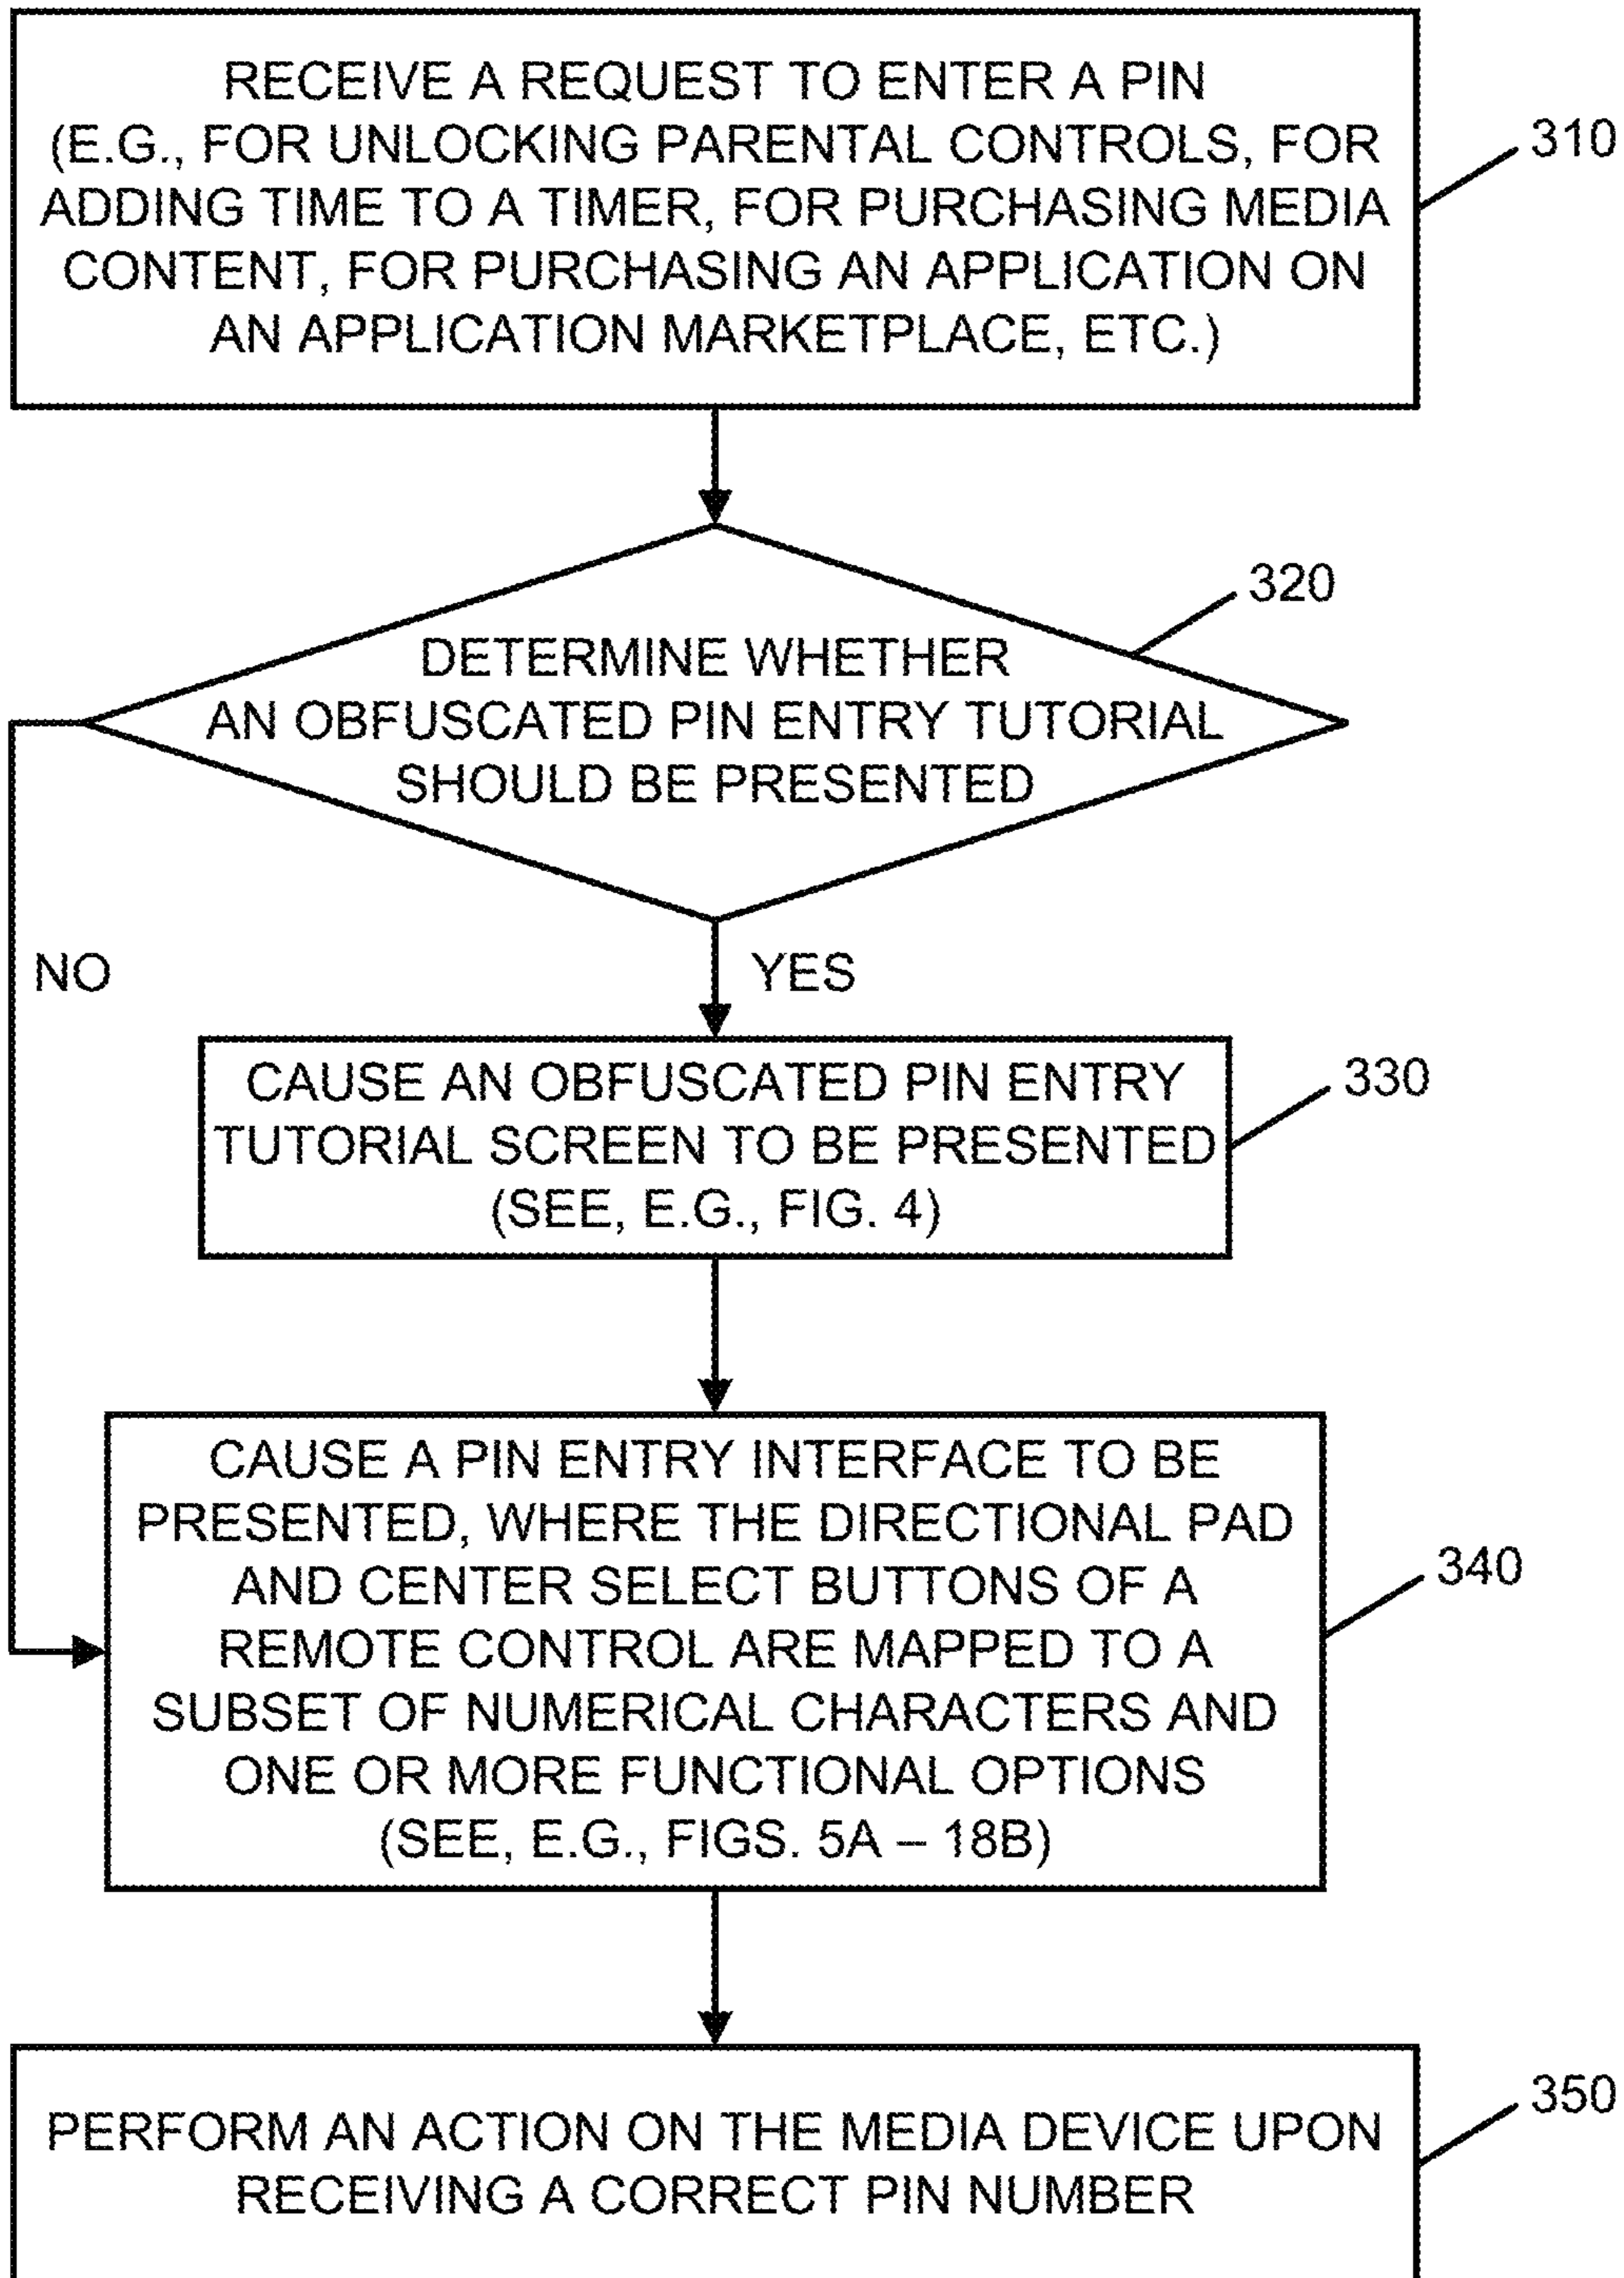 RECEIVE A REQUEST TO ENTER A PIN
(E.G., FOR UNLOCKING PARENTAL CONTROLS, FOR
ADDING TIME TO A TIMER, FOR PURCHASING MEDIA
CONTENT, FOR PURCHASING AN APPLICATION ON
AN APPLICATION MARKETPLACE, ETC.)
310
320
DETERMINE WHETHER
AN OBFUSCATED PIN ENTRY TUTORIAL
SHOULD BE PRESENTED
NO
YES
CAUSE AN OBFUSCATED PIN ENTRY
TUTORIAL SCREEN TO BE PRESENTED
(SEE, E.G., FIG. 4)
330
CAUSE A PIN ENTRY INTERFACE TO BE
PRESENTED, WHERE THE DIRECTIONAL PAD
AND CENTER SELECT BUTTONS OF A
REMOTE CONTROL ARE MAPPED TO A
SUBSET OF NUMERICAL CHARACTERS AND
ONE OR MORE FUNCTIONAL OPTIONS
(SEE, E.G., FIGS. 5A – 18B)
340
PERFORM AN ACTION ON THE MEDIA DEVICE UPON
RECEIVING A CORRECT PIN NUMBER
350